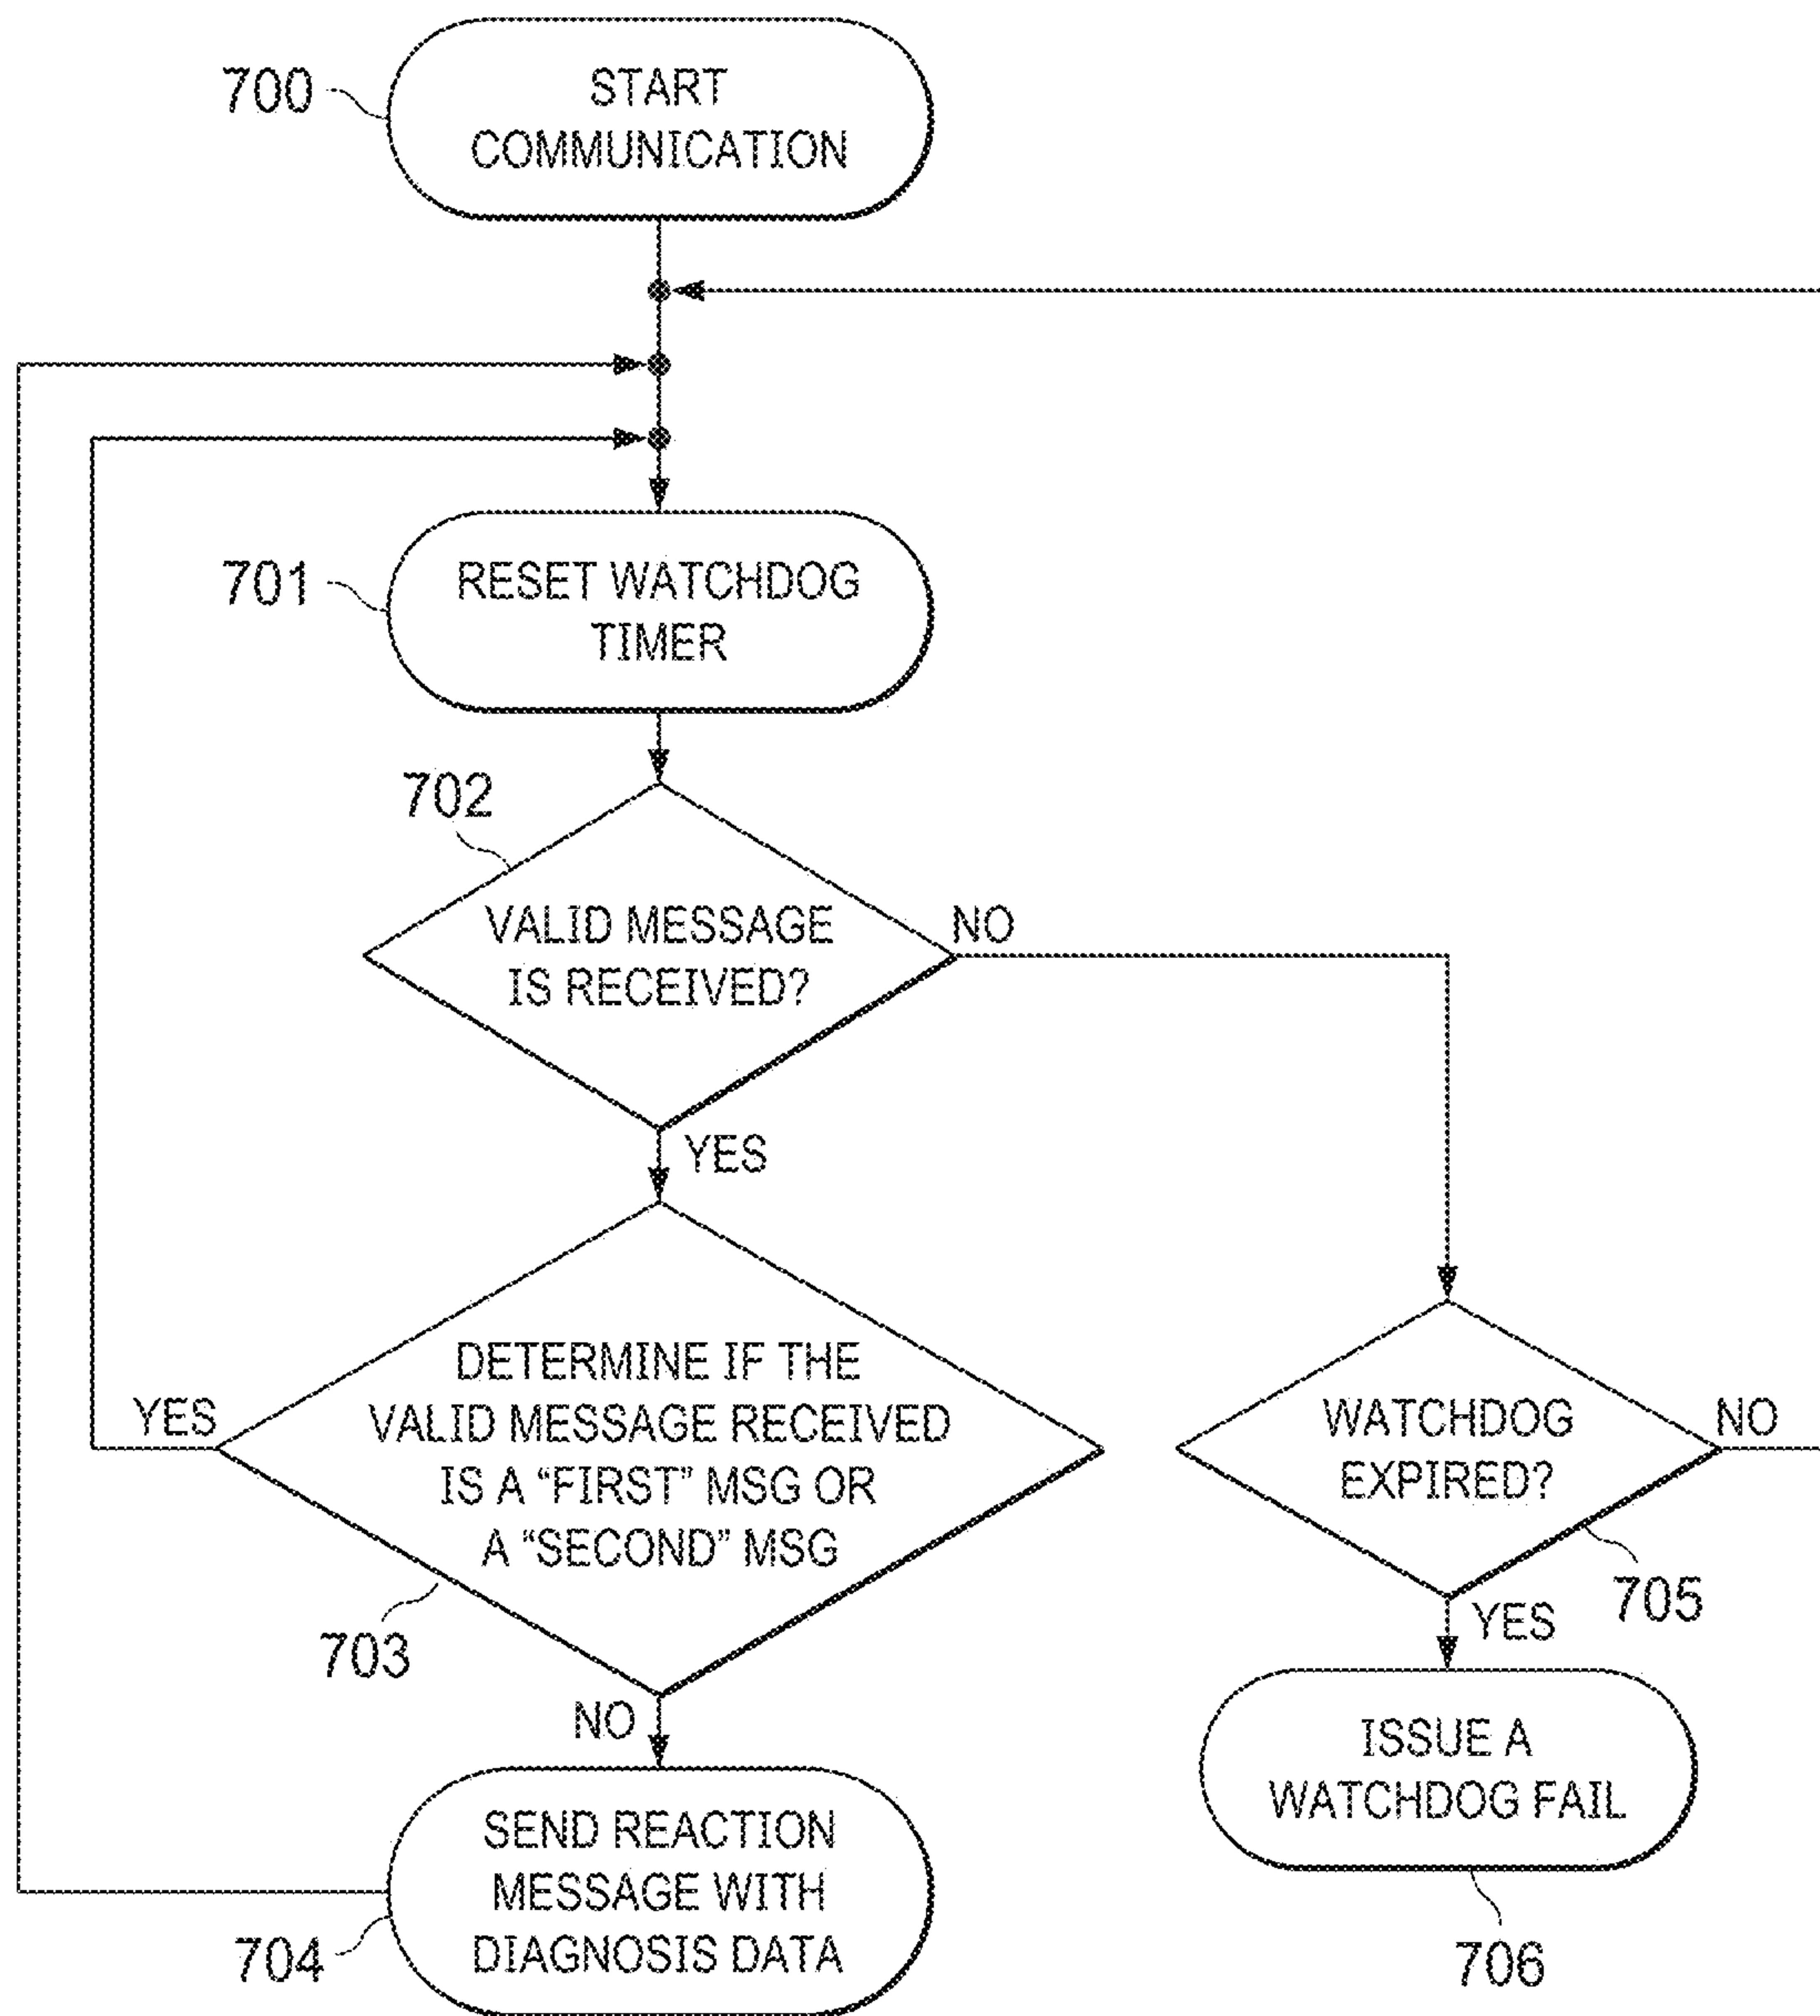 700
START
COMMUNICATION
701
RESET WATCHDOG
TIMER
702
VALID MESSAGE
IS RECEIVED?
NO
YES
DETERMINE IF THE
VALID MESSAGE RECEIVED
IS A “FIRST” MSG OR
A “SECOND” MSG
YES
703
NO
WATCHDOG
EXPIRED?
NO
705
YES
SEND REACTION
MESSAGE WITH
DIAGNOSIS DATA
704
ISSUE A
WATCHDOG FAIL
706